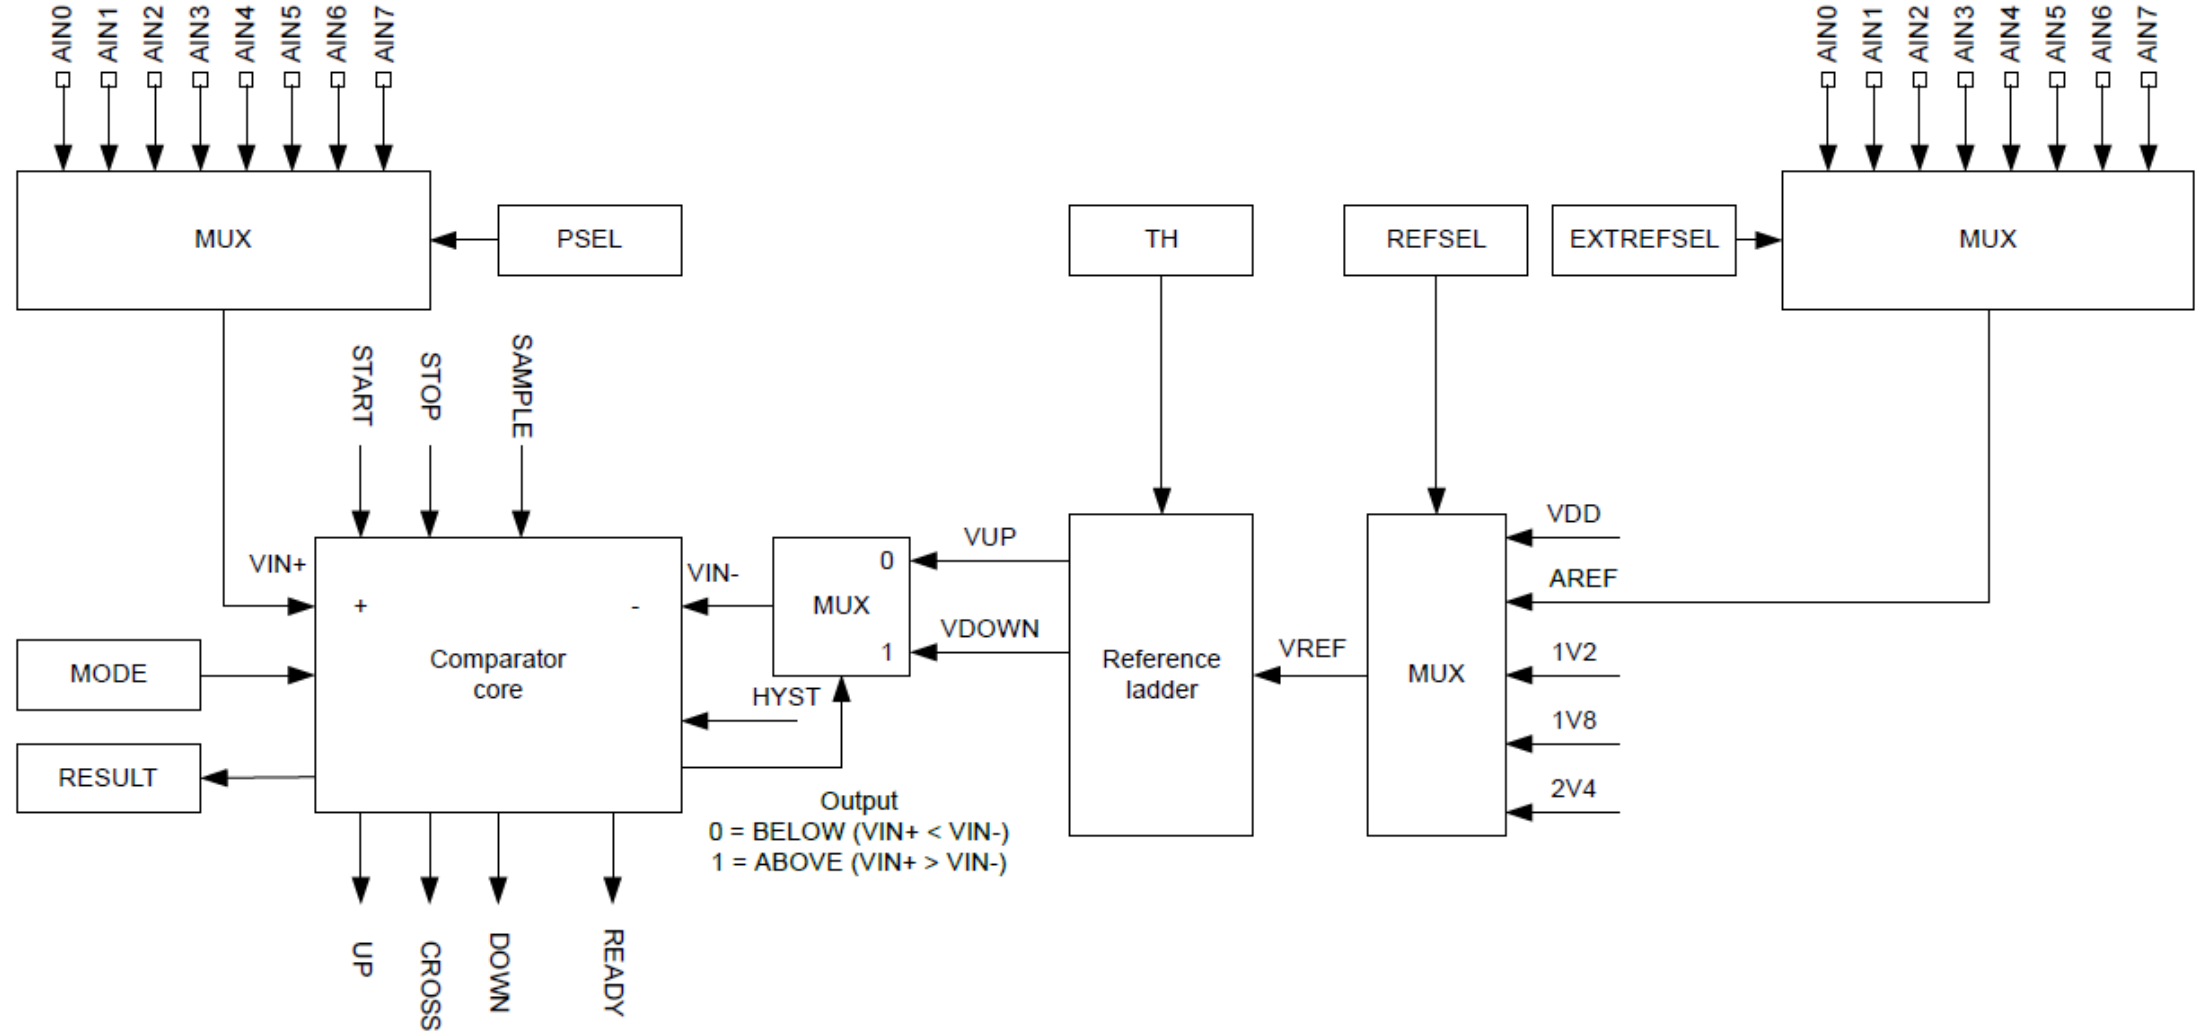 AIN0 AIN1 AIN2 AIN3 AIN4 AIN5 AIN6 AIN7
AIN0 AIN1 AIN2 AIN3 AIN4 AIN5 AIN6 AIN7
MUX
PSEL
TH
REFSEL
EXTREFSEL
MUX
START
STOP
SAMPLE
VIN+
+
-
Comparator
core
VIN-
MUX
0
1
VUP
VDOWN
HYST
Reference
ladder
VREF
MUX
VDD
AREF
1V2
1V8
2V4
MODE
RESULT
Output
0 = BELOW (VIN+ < VIN-)
1 = ABOVE (VIN+ > VIN-)
UP
CROSS
DOWN
READY